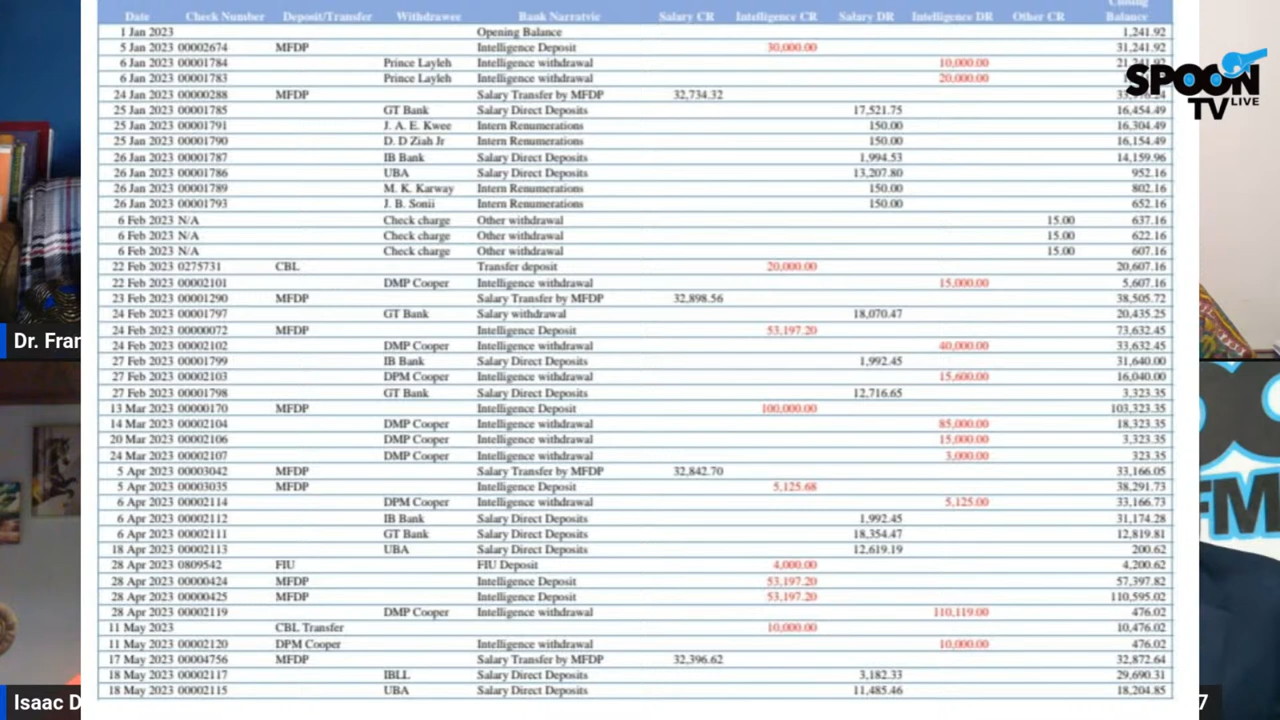 Closing
Date Check Number Deposit/Transfer Withdrawee Bank Narratvie Salary CR Intelligence CR Salary DR Intelligence DR Other CR Balance
1 Jan 2023 Opening Balance 1,241.92
5 Jan 2023 00002674 MFDP Intelligence Deposit 30,000.00 31,241.92
6 Jan 2023 00001784 Prince Layleh Intelligence withdrawal 10,000.00 21,241.92
6 Jan 2023 00001783 Prince Layleh Intelligence withdrawal 20,000.00
24 Jan 2023 00000288 MFDP Salary Transfer by MFDP 32,734.32
25 Jan 2023 00001785 GT Bank Salary Direct Deposits 17,521.75 16,454.49
25 Jan 2023 00001791 J. A. E. Kwee Intern Renumerations 150.00 16,304.49
25 Jan 2023 00001790 D. D Ziah Jr Intern Renumerations 150.00 16,154.49
26 Jan 2023 00001787 IB Bank Salary Direct Deposits 1,994.53 14,159.96
26 Jan 2023 00001786 UBA Salary Direct Deposits 13,207.80 952.16
26 Jan 2023 00001789 M. K. Karway Intern Renumerations 150.00 802.16
26 Jan 2023 00001793 J. B. Sonii Intern Renumerations 150.00 652.16
6 Feb 2023 N/A Check charge Other withdrawal 15.00 637.16
6 Feb 2023 N/A Check charge Other withdrawal 15.00 622.16
6 Feb 2023 N/A Check charge Other withdrawal 15.00 607.16
22 Feb 2023 0275731 CBL Transfer deposit 20,000.00 20,607.16
22 Feb 2023 00002101 DMP Cooper Intelligence withdrawal 15,000.00 5,607.16
23 Feb 2023 00001290 MFDP Salary Transfer by MFDP 32,898.56 38,505.72
24 Feb 2023 00001797 GT Bank Salary withdrawal 18,070.47 20,435.25
24 Feb 2023 00000072 MFDP Intelligence Deposit 53,197.20 73,632.45
24 Feb 2023 00002102 DMP Cooper Intelligence withdrawal 40,000.00 33,632.45
27 Feb 2023 00001799 IB Bank Salary Direct Deposits 1,992.45 31,640.00
27 Feb 2023 00002103 DPM Cooper Intelligence withdrawal 15,600.00 16,040.00
27 Feb 2023 00001798 GT Bank Salary Direct Deposits 12,716.65 3,323.35
13 Mar 2023 00000170 MFDP Intelligence Deposit 100,000.00 103,323.35
14 Mar 2023 00002104 DMP Cooper Intelligence withdrawal 85,000.00 18,323.35
20 Mar 2023 00002106 DMP Cooper Intelligence withdrawal 15,000.00 3,323.35
24 Mar 2023 00002107 DMP Cooper Intelligence withdrawal 3,000.00 323.35
5 Apr 2023 00003042 MFDP Salary Transfer by MFDP 32,842.70 33,166.05
5 Apr 2023 00003035 MFDP Intelligence Deposit 5,125.68 38,291.73
6 Apr 2023 00002114 DPM Cooper Intelligence withdrawal 5,125.00 33,166.73
6 Apr 2023 00002112 IB Bank Salary Direct Deposits 1,992.45 31,174.28
6 Apr 2023 00002111 GT Bank Salary Direct Deposits 18,354.47 12,819.81
18 Apr 2023 00002113 UBA Salary Direct Deposits 12,619.19 200.62
28 Apr 2023 0809542 FIU FIU Deposit 4,000.00 4,200.62
28 Apr 2023 00000424 MFDP Intelligence Deposit 53,197.20 57,397.82
28 Apr 2023 00000425 MFDP Intelligence Deposit 53,197.20 110,595.02
28 Apr 2023 00002119 DMP Cooper Intelligence withdrawal 110,119.00 476.02
11 May 2023 CBL Transfer 10,000.00 10,476.02
11 May 2023 00002120 DPM Cooper Intelligence withdrawal 10,000.00 476.02
17 May 2023 00004756 MFDP Salary Transfer by MFDP 32,396.62 32,872.64
18 May 2023 00002117 IBLL Salary Direct Deposits 3,182.33 29,690.31
18 May 2023 00002115 UBA Salary Direct Deposits 11,485.46 18,204.85
SPOON
TV LIVE
Dr. Fran
Isaac D
FM
7